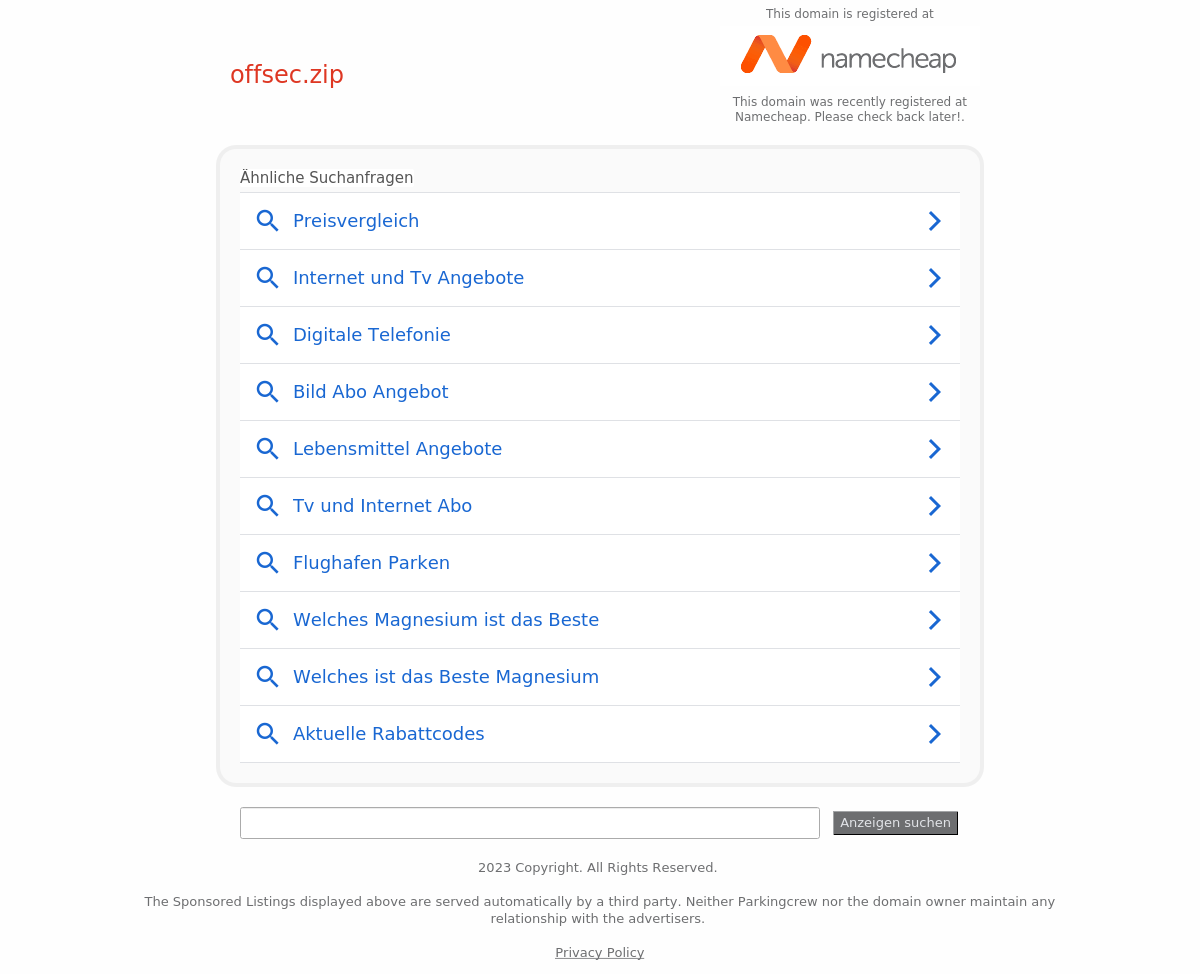 This domain is registered at
namecheap
offsec.zip
This domain was recently registered at
Namecheap. Please check back later!.
Ähnliche Suchanfragen
Preisvergleich
Internet und Tv Angebote
Digitale Telefonie
Bild Abo Angebot
Lebensmittel Angebote
Tv und Internet Abo
Flughafen Parken
Welches Magnesium ist das Beste
Welches ist das Beste Magnesium
Aktuelle Rabattcodes
Anzeigen suchen
2023 Copyright. All Rights Reserved.
The Sponsored Listings displayed above are served automatically by a third party. Neither Parkingcrew nor the domain owner maintain any
relationship with the advertisers.
Privacy Policy